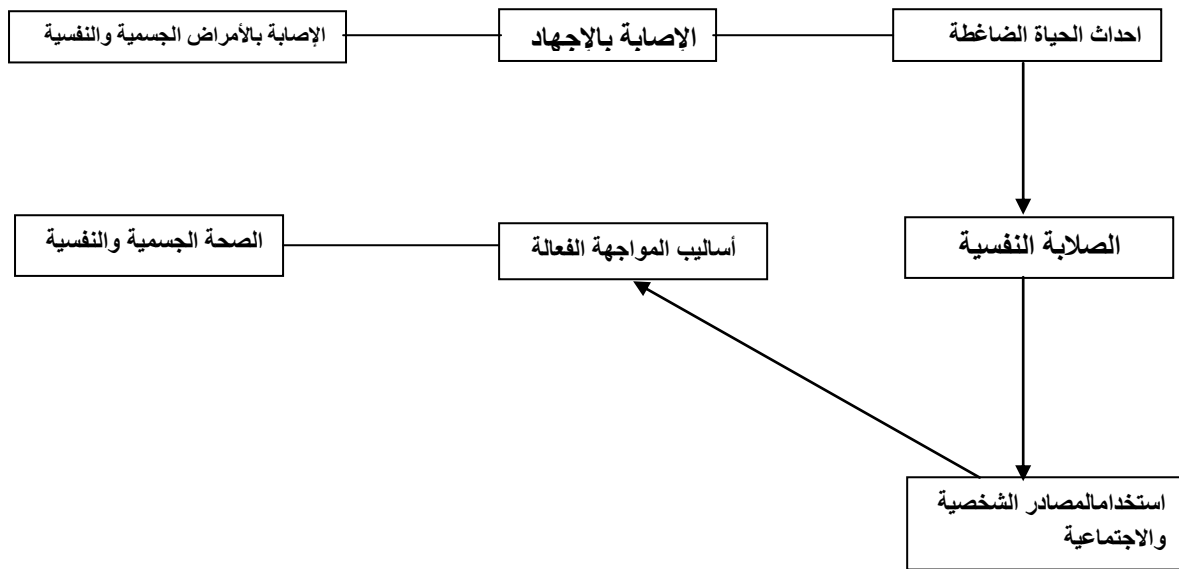 احداث الحياة الضاغطة
الإصابة بالإجهاد
الإصابة بالأمراض الجسمية والنفسية
الصلابة النفسية
أساليب المواجهة الفعالة
الصحة الجسمية والنفسية
استخدامالمصادر الشخصية
والاجتماعية